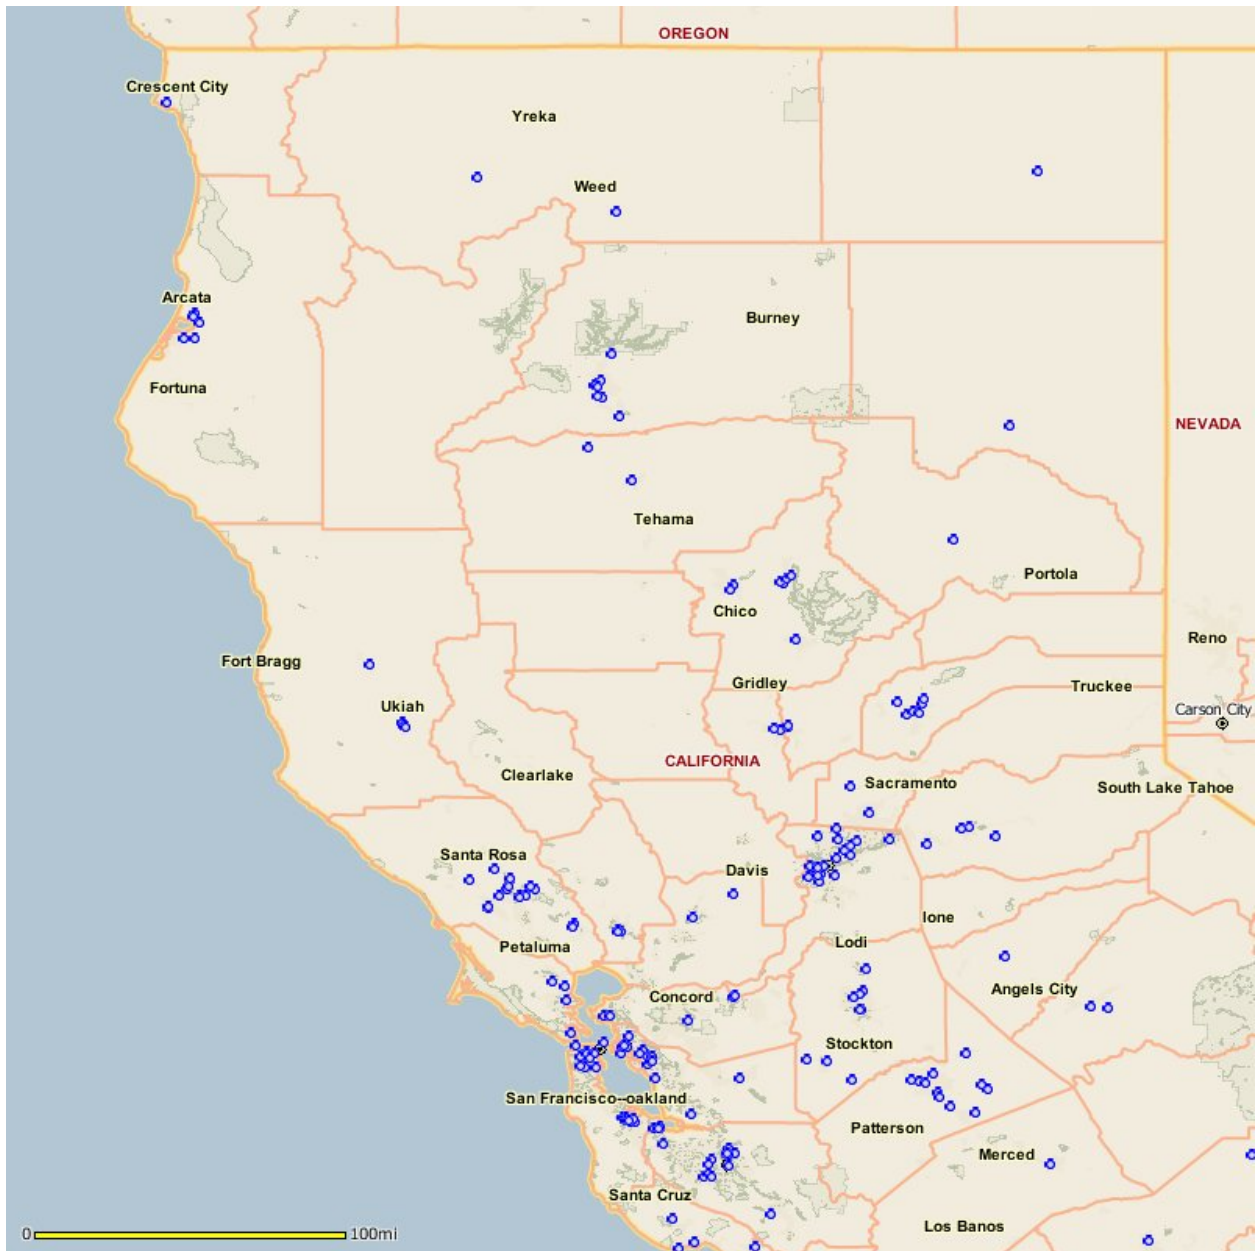 OREGON
Crescent City
Yreka
Weed
Arcata
Burney
Fortuna
NEVADA
Tehama
Portola
Chico
Reno
Fort Bragg
Gridley
Truckee
Ukiah
Carson City
CALIFORNIA
Clearlake
Sacramento
South Lake Tahoe
Santa Rosa
Davis
Ione
Petaluma
Lodi
Concord
Angels City
Stockton
San Francisco--oakland
Patterson
Merced
Santa Cruz
Los Banos
0 100mi